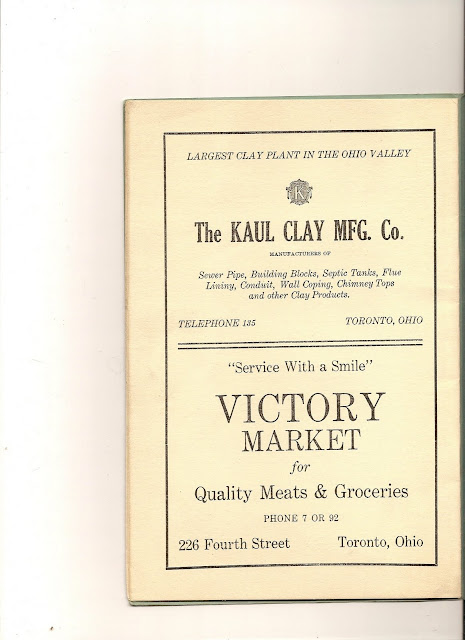 LARGEST CLAY PLANT IN THE OHIO VALLEY
K
The KAUL CLAY MFG. Co.
MANUFACTURERS OF
Sewer Pipe, Building Blocks, Septic Tanks, Flue
Lining, Conduit, Wall Coping, Chimney Tops
and other Clay Products.
TELEPHONE 135 TORONTO, OHIO
"Service With a Smile"
VICTORY
MARKET
for
Quality Meats & Groceries
PHONE 7 OR 92
226 Fourth Street Toronto, Ohio